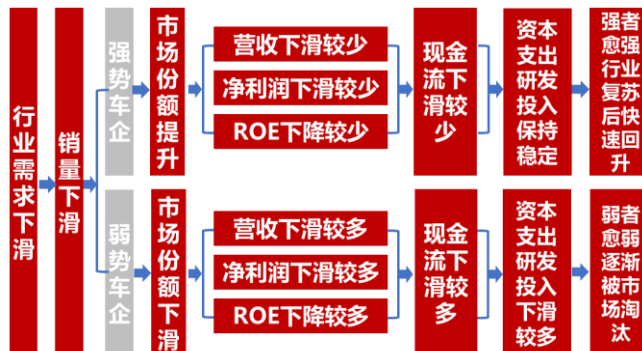 行业需求下滑
销量下滑
强势车企
市场份额提升
营收下滑较少
净利润下滑较少
ROE下降较少
现金
流下
滑较
少
资本
支出
研发
投入
保持
稳定
强者
愈强
行业
复苏
后快
速回
升
弱势车企
市场份额下滑
营收下滑较多
净利润下滑较多
ROE下降较多
现金
流下
滑较
多
资本
支出
研发
投入
下滑
较多
弱者
愈弱
逐渐
被市
场淘
汰